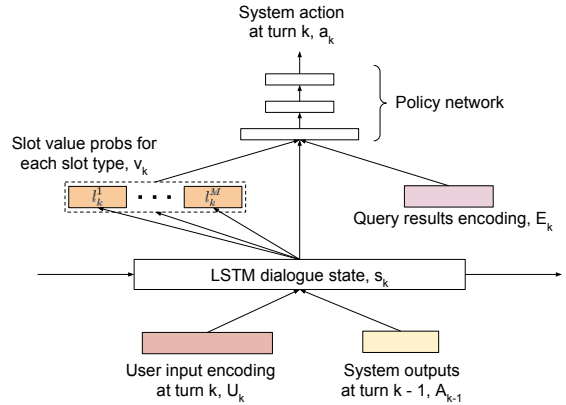 System action
at turn k, a_k
Policy network
Slot value probs for
each slot type, v_k
l_k^1 ... l_k^M
Query results encoding, E_k
LSTM dialogue state, s_k
User input encoding
at turn k, U_k
System outputs
at turn k - 1, A_{k-1}